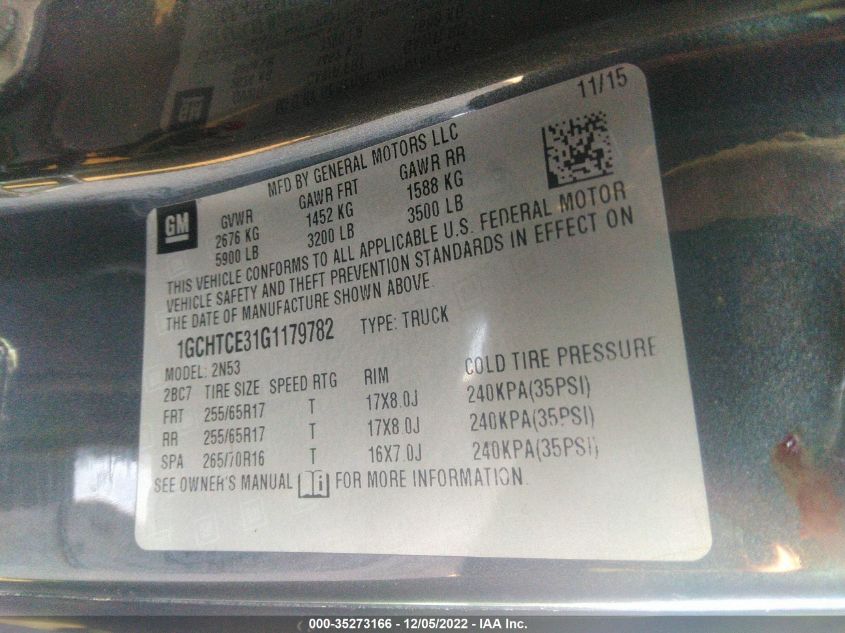 11/15
MFD BY GENERAL MOTORS LLC
GM
GVWR GAWR FRT GAWR RR
2676 KG 1452 KG 1588 KG
5900 LB 3200 LB 3500 LB
THIS VEHICLE CONFORMS TO ALL APPLICABLE U.S. FEDERAL MOTOR
VEHICLE SAFETY AND THEFT PREVENTION STANDARDS IN EFFECT ON
THE DATE OF MANUFACTURE SHOWN ABOVE.
1GCHTCE31G1179782 TYPE: TRUCK
MODEL: 2N53
2BC7 TIRE SIZE SPEED RTG RIM COLD TIRE PRESSURE
FRT 255/65R17 T 17X8.0J 240KPA(35PSI)
RR 255/65R17 T 17X8.0J 240KPA(35PSI)
SPA 265/70R16 T 16X7.0J 240KPA(35PSI)
SEE OWNER'S MANUAL FOR MORE INFORMATION.
000-35273166 - 12/05/2022 - IAA Inc.